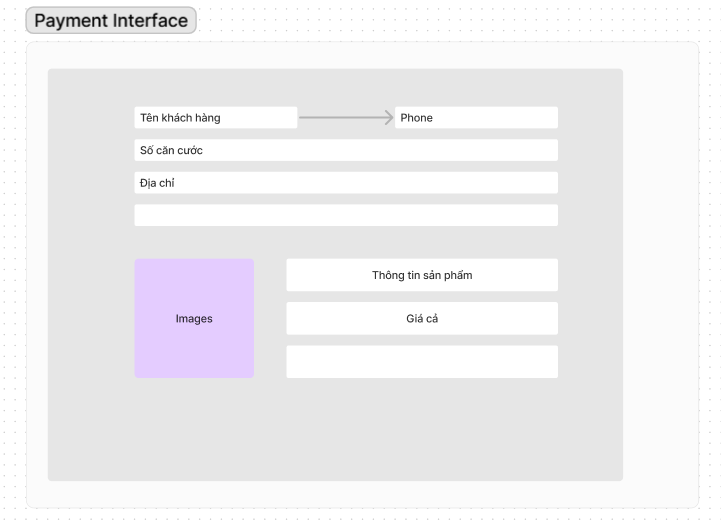 Payment Interface
Tên khách hàng
Phone
Số căn cước
Địa chỉ
Images
Thông tin sản phẩm
Giá cả